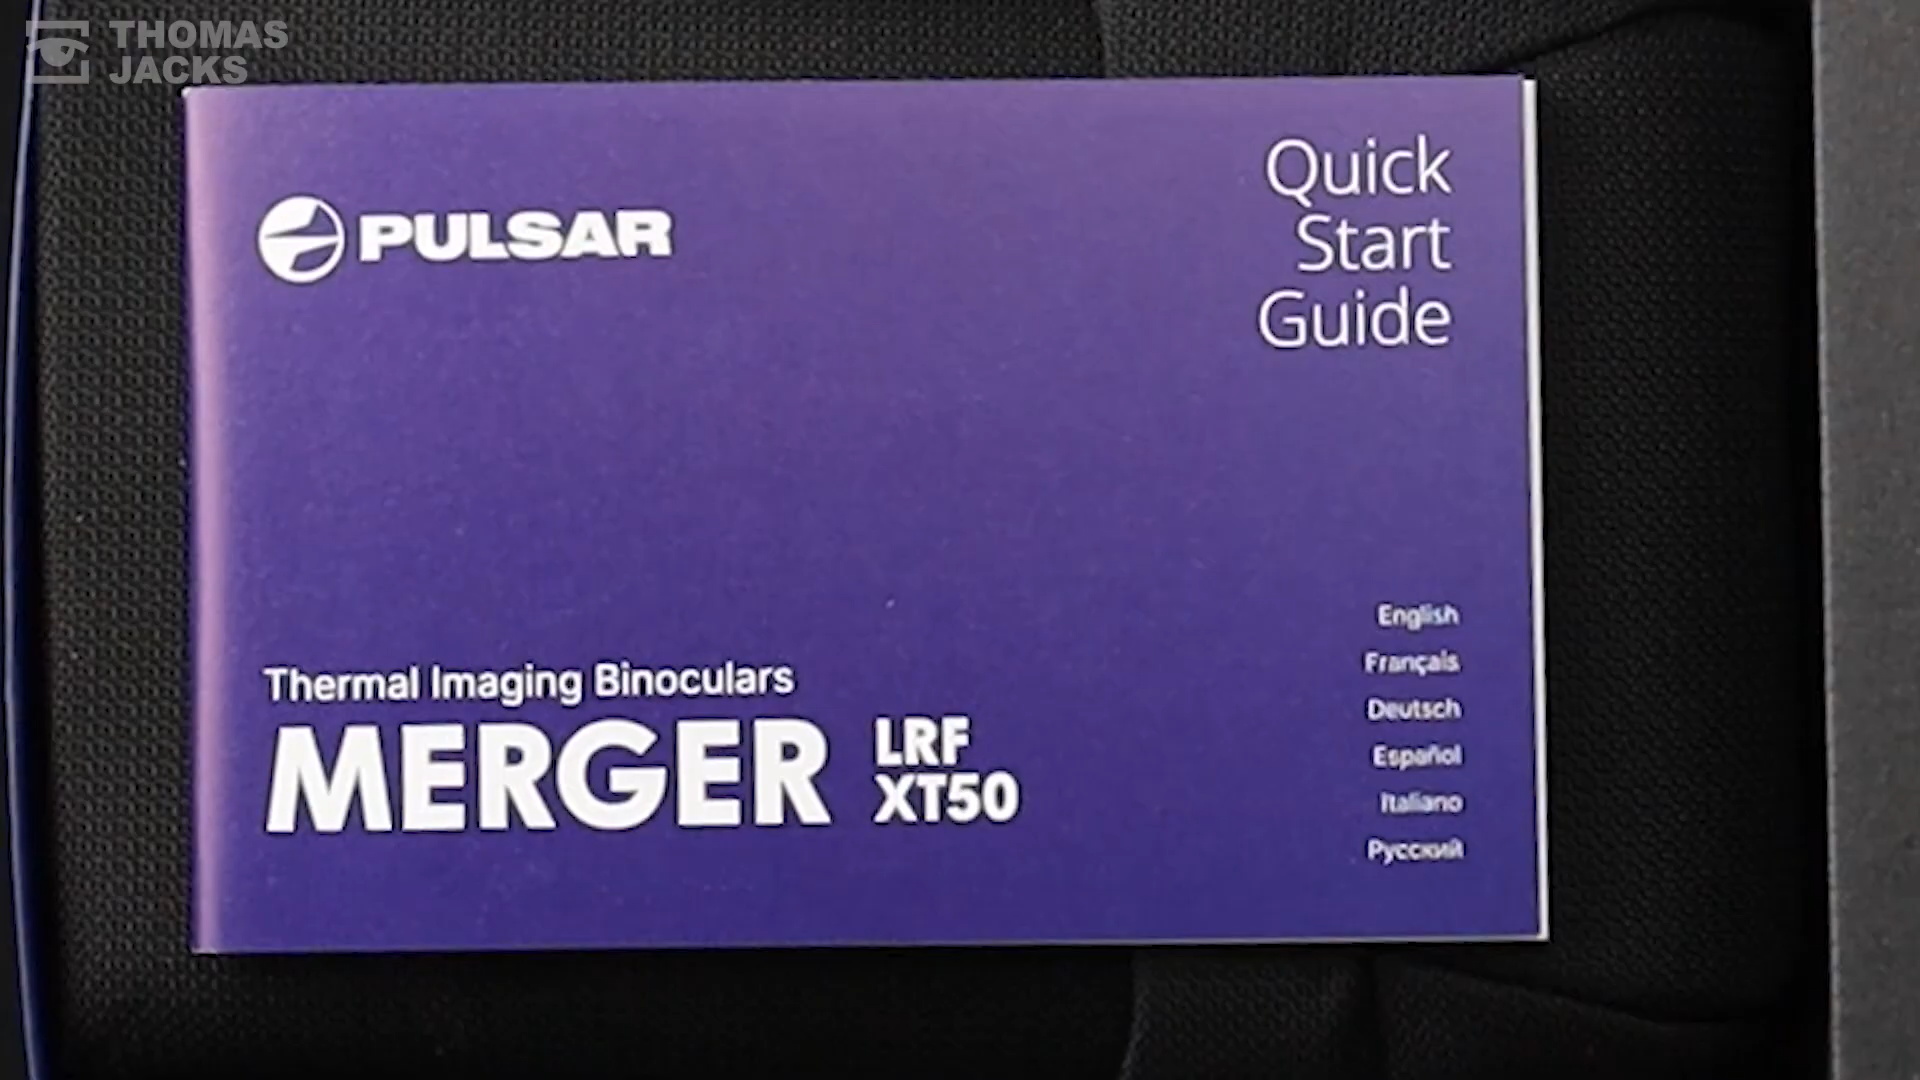 THOMAS
JACKS
PULSAR
Quick
Start
Guide
Thermal Imaging Binoculars
MERGER LRF
XT50
English
Français
Deutsch
Español
Italiano
Русский